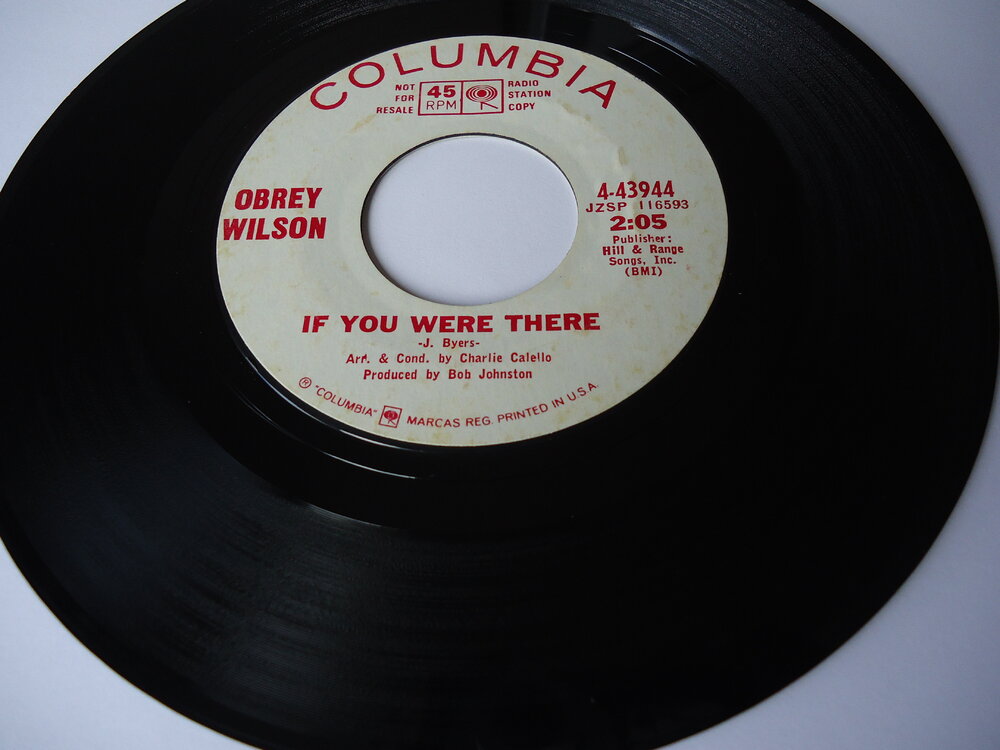 COLUMBIA
NOT
FOR
RESALE
45
RPM
RADIO
STATION
COPY
OBREY
WILSON
4-43944
JZSP 116593
2:05
Publisher:
Hill & Range
Songs, Inc.
(BMI)
IF YOU WERE THERE
-J. Byers-
Arr. & Cond. by Charlie Calello
Produced by Bob Johnston
® "COLUMBIA" MARCAS REG. PRINTED IN U.S.A.